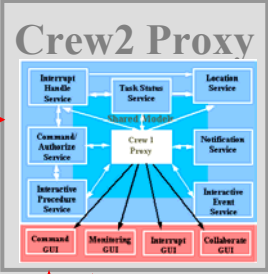 Crew2 Proxy
Interrupt
Handle
Service
Task Status
Service
Location
Service
Shared Models
Command/
Authorize
Service
Crew 1
Proxy
Notification
Service
Interactive
Procedure
Service
Interactive
Event
Service
Command
GUI
Monitoring
GUI
Interrupt
GUI
Collaborate
GUI